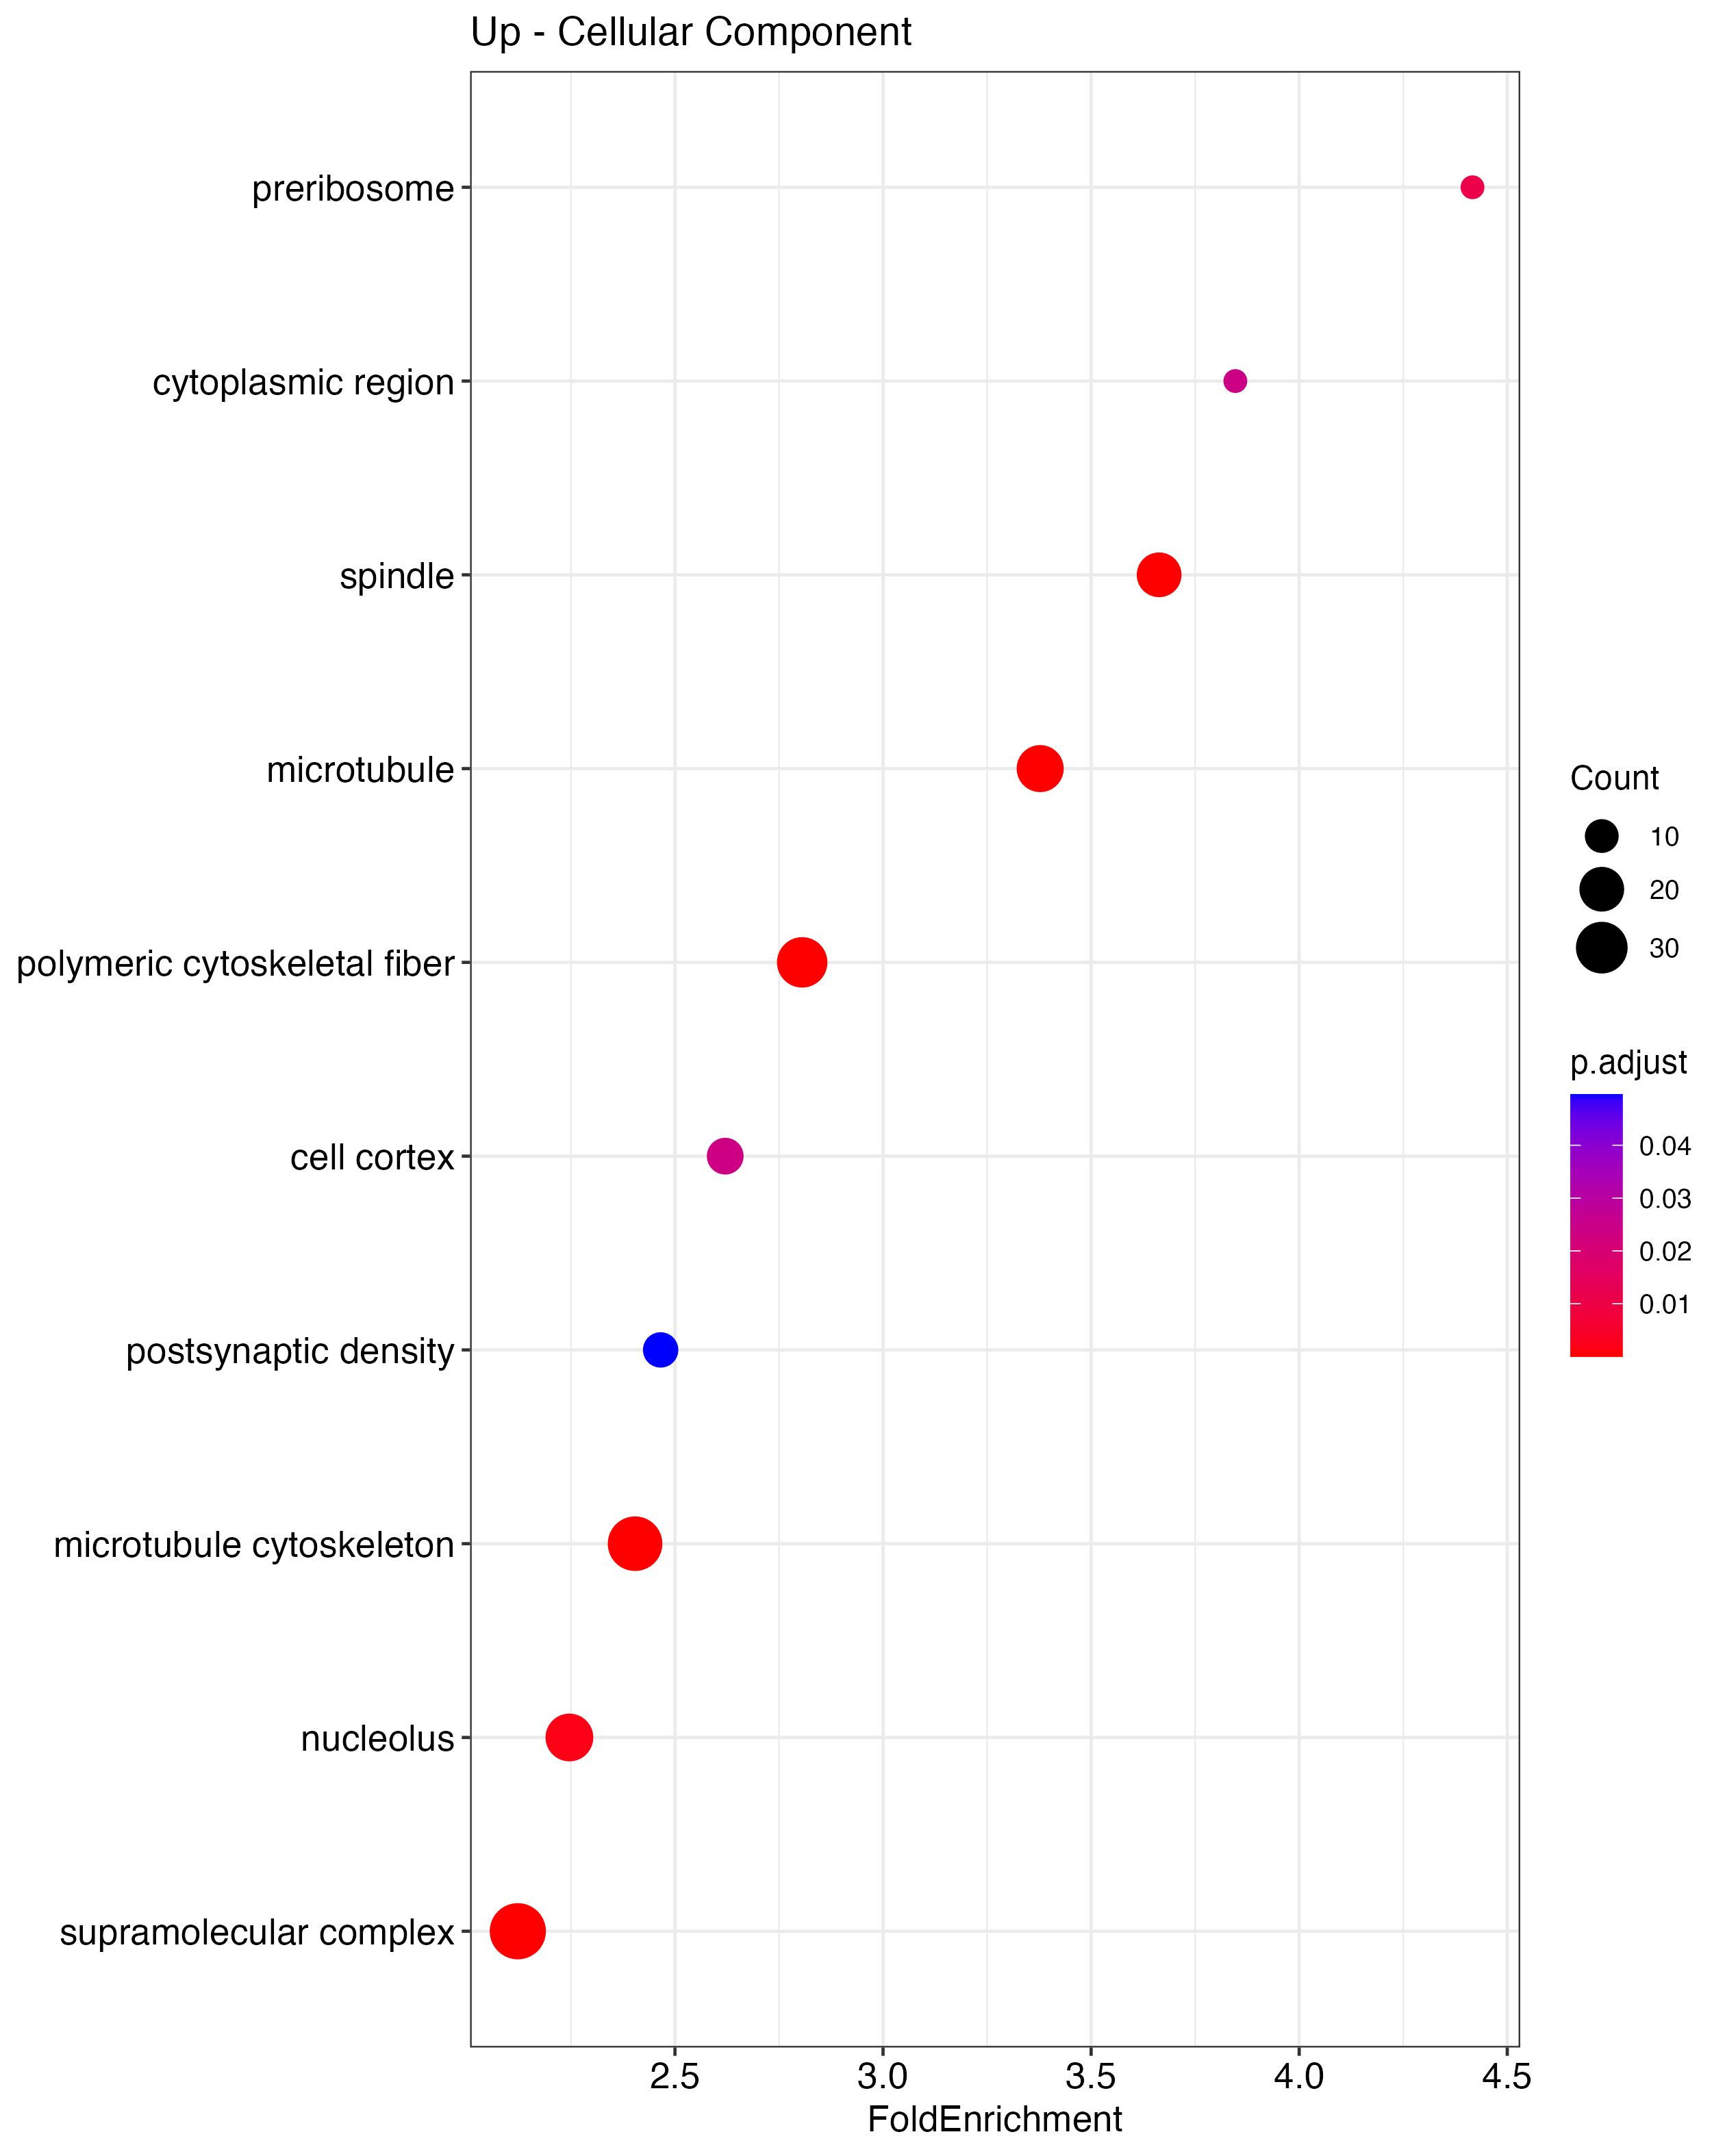 Up - Cellular Component
preribosome
cytoplasmic region
spindle
microtubule
polymeric cytoskeletal fiber
cell cortex
postsynaptic density
microtubule cytoskeleton
nucleolus
supramolecular complex
2.5 3.0 3.5 4.0 4.5
FoldEnrichment
Count
10
20
30
p.adjust
0.04
0.03
0.02
0.01